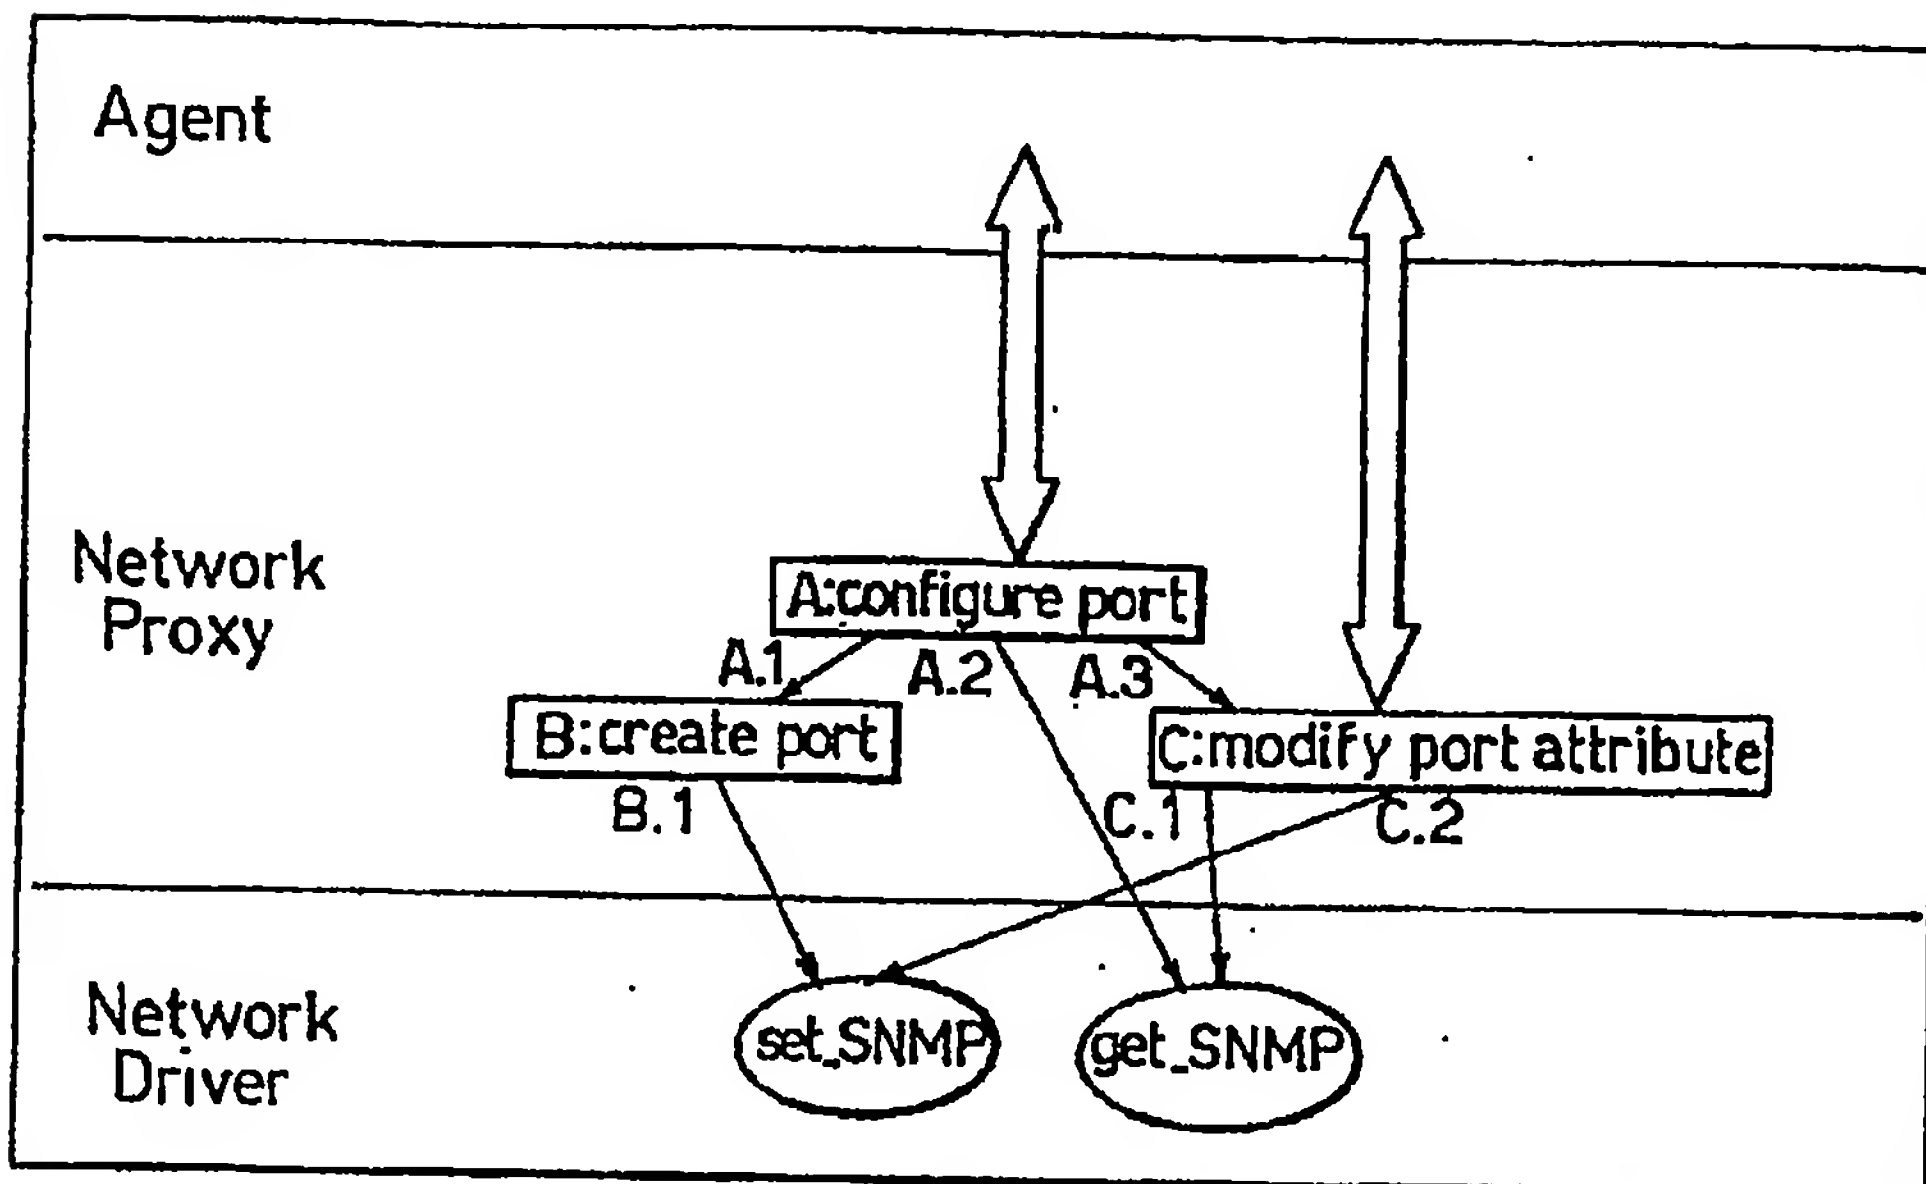 Agent
Network
Proxy
A:configure port
A.1
A.2
A.3
B:create port
C:modify port attribute
B.1
C.1
C.2
Network
Driver
set_SNMP
get_SNMP